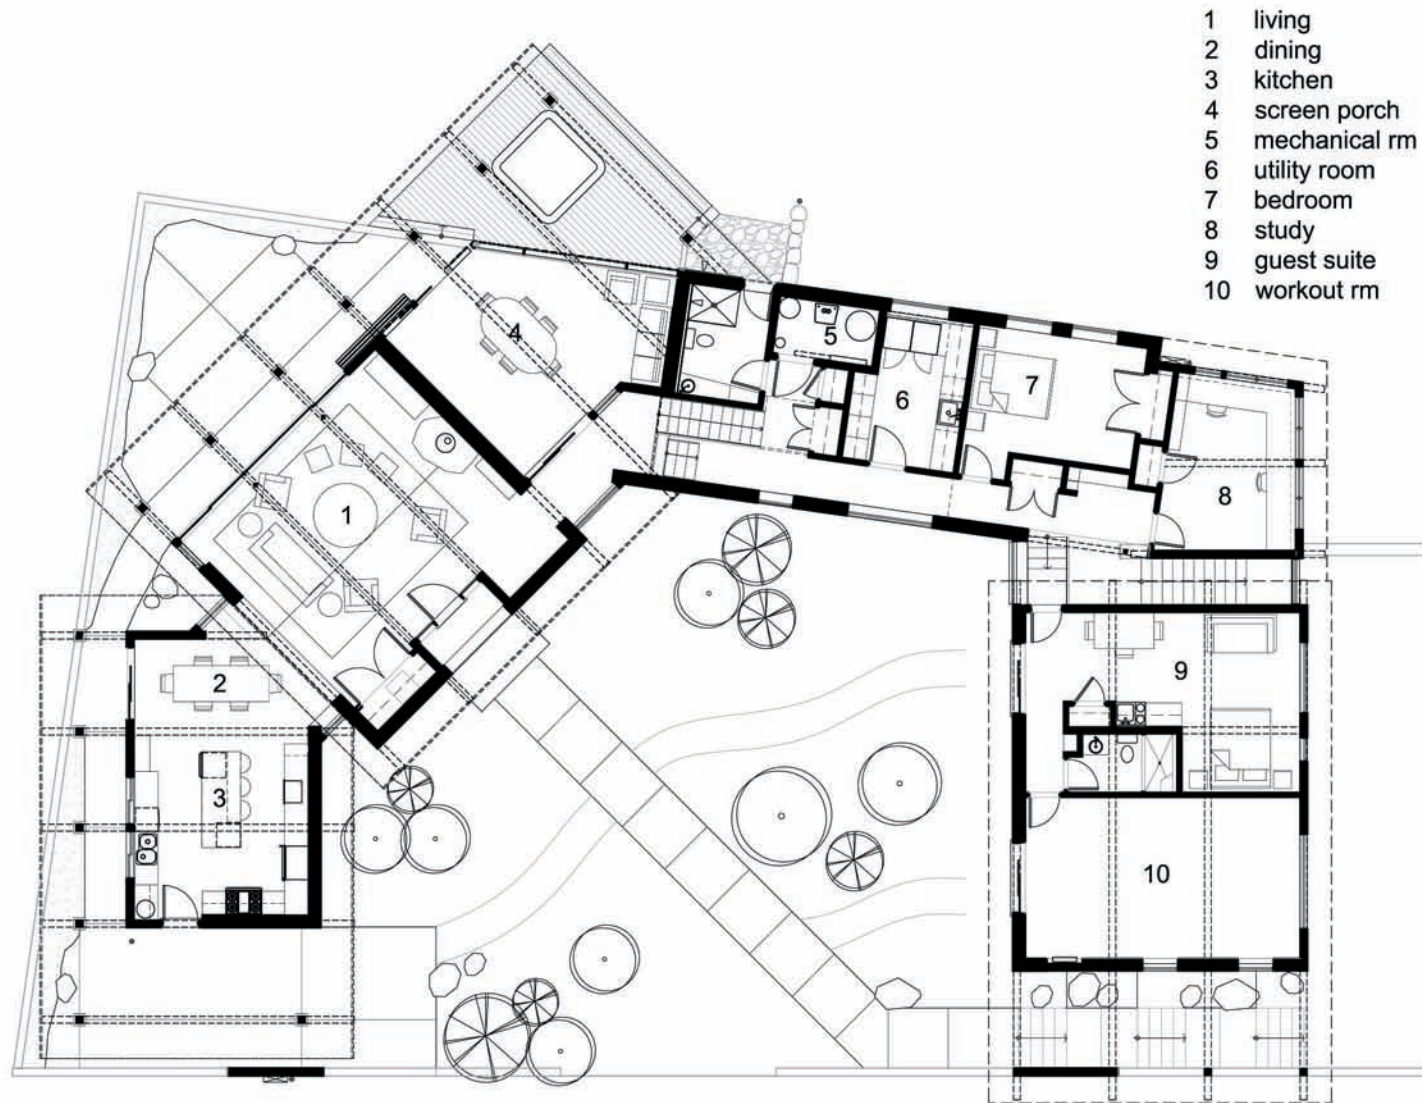 1 living
2 dining
3 kitchen
4 screen porch
5 mechanical rm
6 utility room
7 bedroom
8 study
9 guest suite
10 workout rm
4
5
6
7
8
1
2
9
3
10